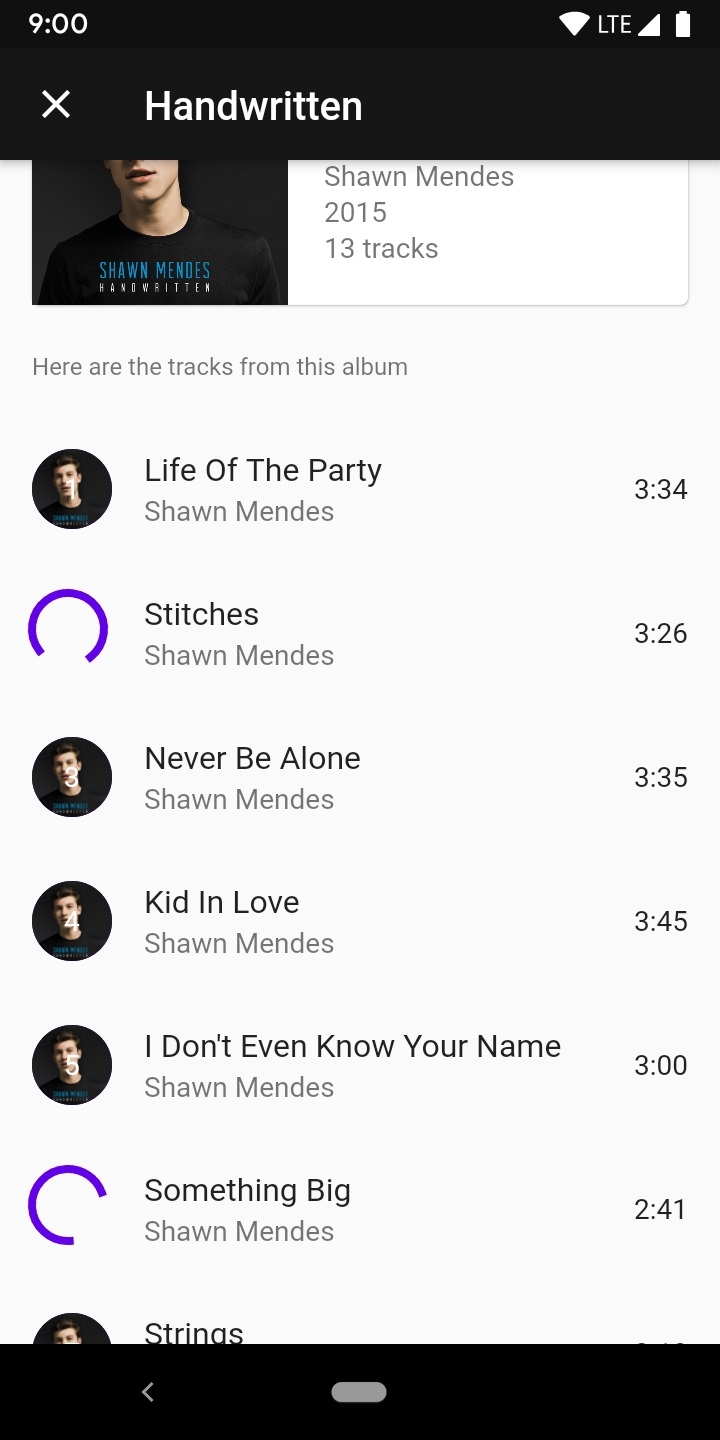 9:00
LTE
Handwritten
Shawn Mendes
2015
13 tracks
SHAWN MENDES
HANDWRITTEN
Here are the tracks from this album
1
Life Of The Party
Shawn Mendes
3:34
Stitches
Shawn Mendes
3:26
3
Never Be Alone
Shawn Mendes
3:35
4
Kid In Love
Shawn Mendes
3:45
5
I Don't Even Know Your Name
Shawn Mendes
3:00
Something Big
Shawn Mendes
2:41
Strings